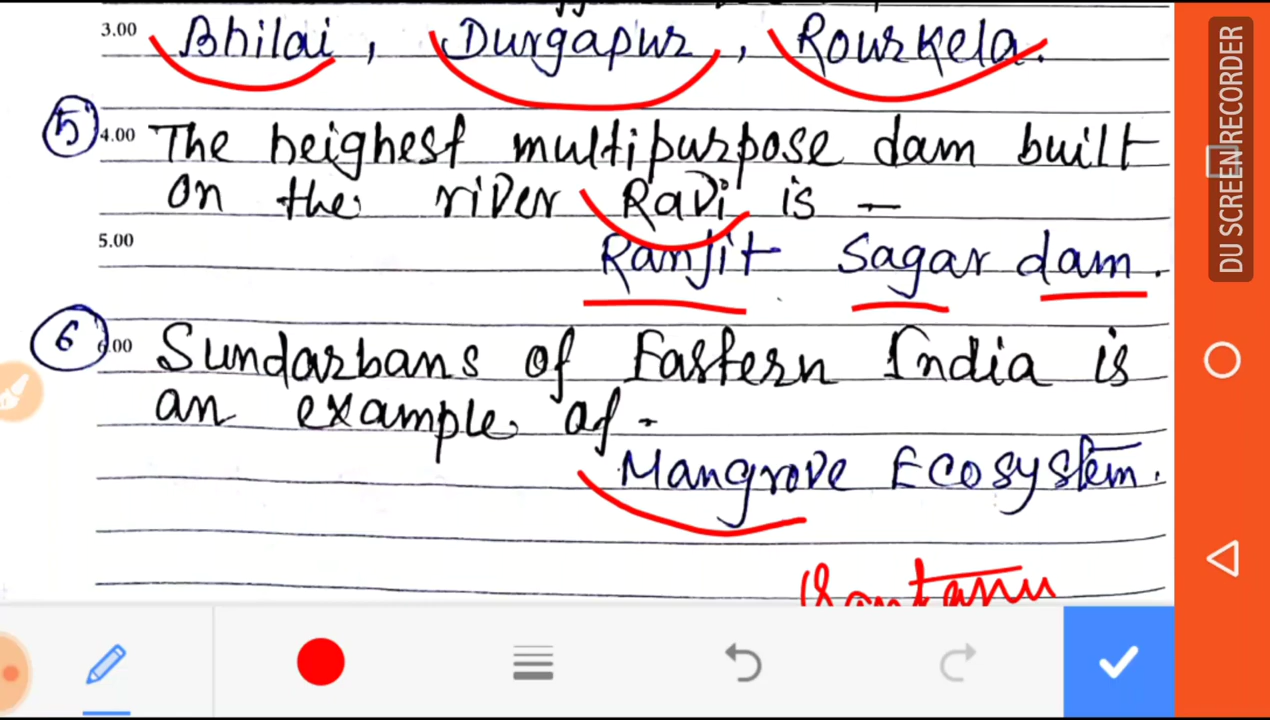 3.00 Bhilai, Durgapur, Rourkela.
5 4.00 The heighest multipurpose dam built
on the river Ravi is -
5.00 Ranjit Sagar dam.
6 6.00 Sundarbans of Eastern India is
an example of -
Mangrove Ecosystem.
Santanu
DU SCREEN RECORDER